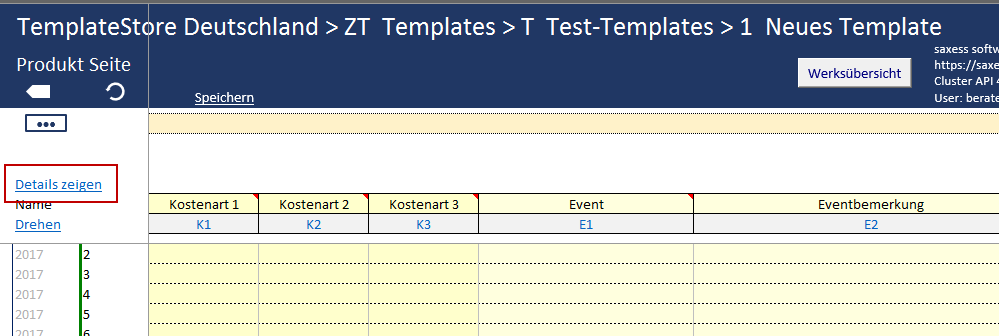 TemplateStore Deutschland > ZT Templates > T Test-Templates > 1 Neues Template
saxess softw
Produkt Seite
https://saxe
Werksübersicht
Cluster API 4
Speichern
User: berate
•••
Details zeigen
Name Kostenart 1 Kostenart 2 Kostenart 3 Event Eventbemerkung
Drehen K1 K2 K3 E1 E2
2017 2
2017 3
2017 4
2017 5
2017 6